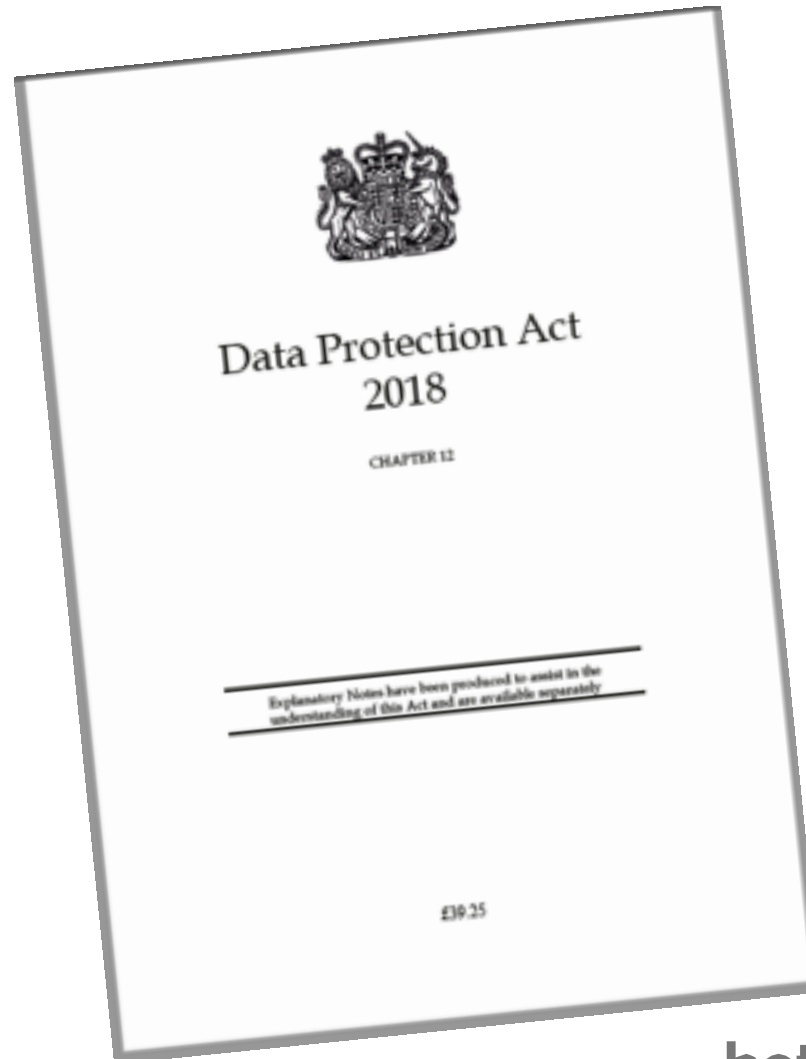 Data Protection Act
2018
CHAPTER 12
Explanatory Notes have been produced to assist in the
understanding of this Act and are available separately
£39.25